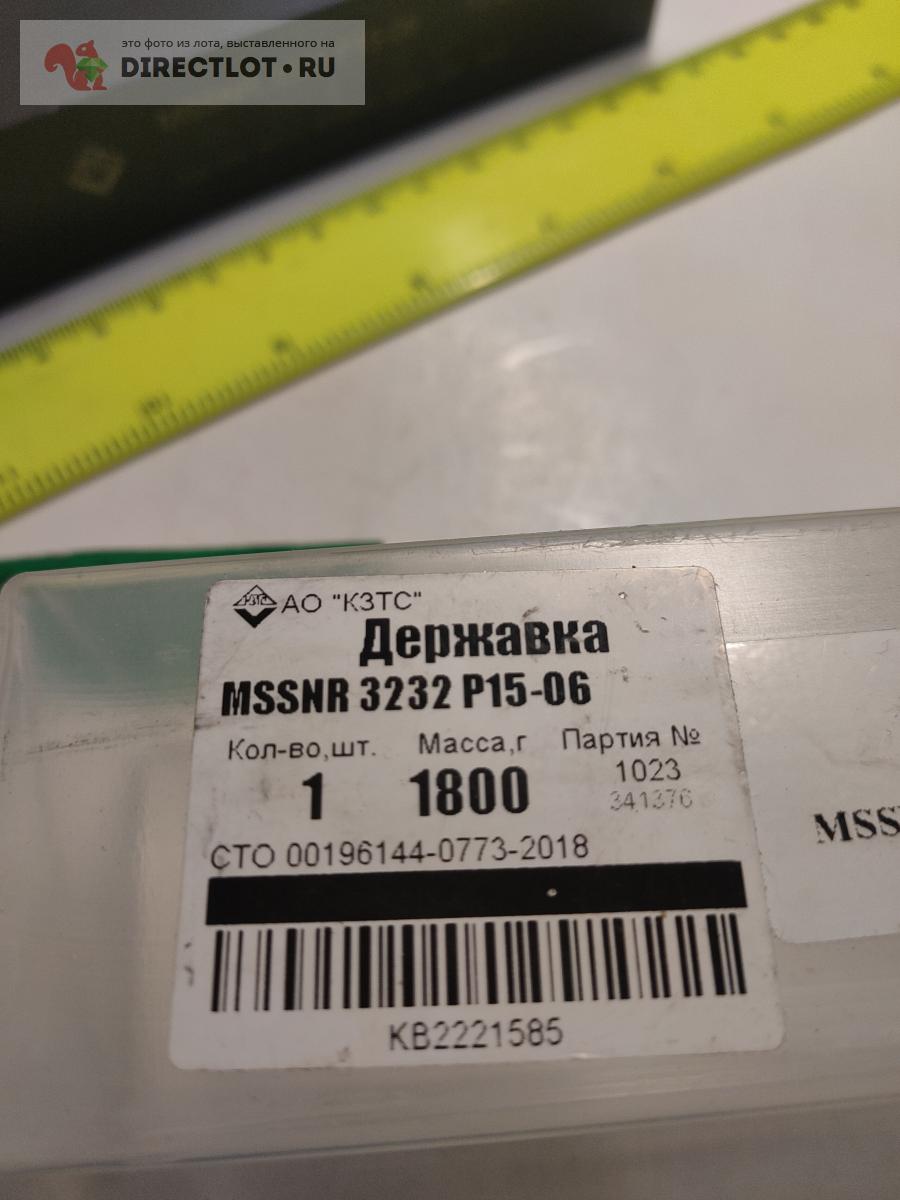 это фото из лота, выставленного на
DIRECTLOT•RU
КЗТС АО "КЗТС"
Державка
MSSNR 3232 P15-06
Кол-во,шт. Масса,г Партия №
1 1800 1023
341376
СТО 00196144-0773-2018
KB2221585
MSS